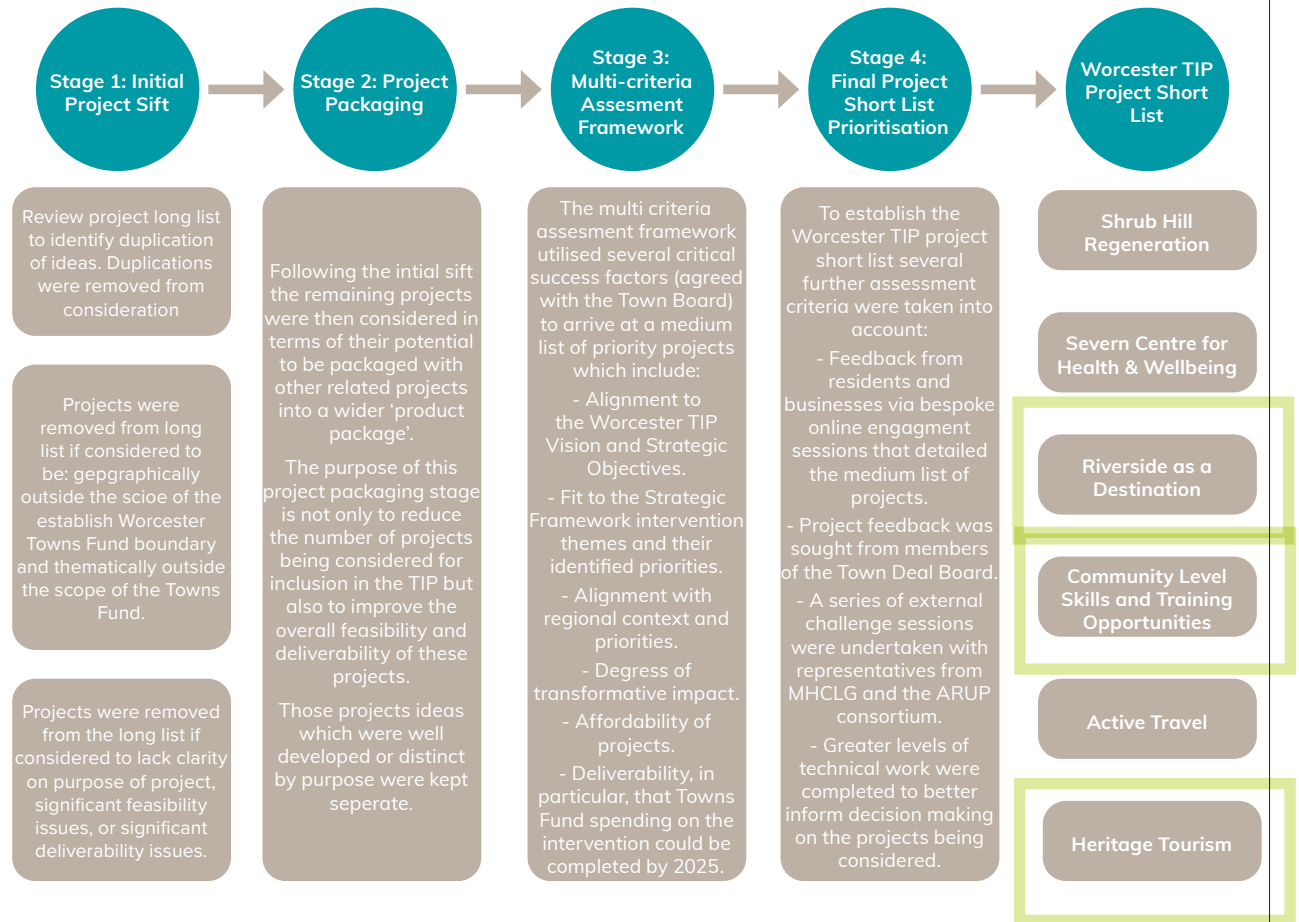 Stage 1: Initial
Project Sift
Stage 2: Project
Packaging
Stage 3:
Multi-criteria
Assesment
Framework
Stage 4:
Final Project
Short List
Prioritisation
Worcester TIP
Project Short
List
Review project long list
to identify duplication
of ideas. Duplications
were removed from
consideration
Projects were
removed from long
list if considered to
be: gepgraphically
outside the scioe of the
establish Worcester
Towns Fund boundary
and thematically outside
the scope of the Towns
Fund.
Projects were removed
from the long list if
considered to lack clarity
on purpose of project,
significant feasibility
issues, or significant
deliverability issues.
Following the intial sift
the remaining projects
were then considered in
terms of their potential
to be packaged with
other related projects
into a wider ‘product
package’.
The purpose of this
project packaging stage
is not only to reduce
the number of projects
being considered for
inclusion in the TIP but
also to improve the
overall feasibility and
deliverability of these
projects.
Those projects ideas
which were well
developed or distinct
by purpose were kept
seperate.
The multi criteria
assesment framework
utilised several critical
success factors (agreed
with the Town Board)
to arrive at a medium
list of priority projects
which include:
- Alignment to
the Worcester TIP
Vision and Strategic
Objectives.
- Fit to the Strategic
Framework intervention
themes and their
identified priorities.
- Alignment with
regional context and
priorities.
- Degress of
transformative impact.
- Affordability of
projects.
- Deliverability, in
particular, that Towns
Fund spending on the
intervention could be
completed by 2025.
To establish the
Worcester TIP project
short list several
further assessment
criteria were taken into
account:
- Feedback from
residents and
businesses via bespoke
online engagment
sessions that detailed
the medium list of
projects.
- Project feedback was
sought from members
of the Town Deal Board.
- A series of external
challenge sessions
were undertaken with
representatives from
MHCLG and the ARUP
consortium.
- Greater levels of
technical work were
completed to better
inform decision making
on the projects being
considered.
Shrub Hill
Regeneration
Severn Centre for
Health & Wellbeing
Riverside as a
Destination
Community Level
Skills and Training
Opportunities
Active Travel
Heritage Tourism